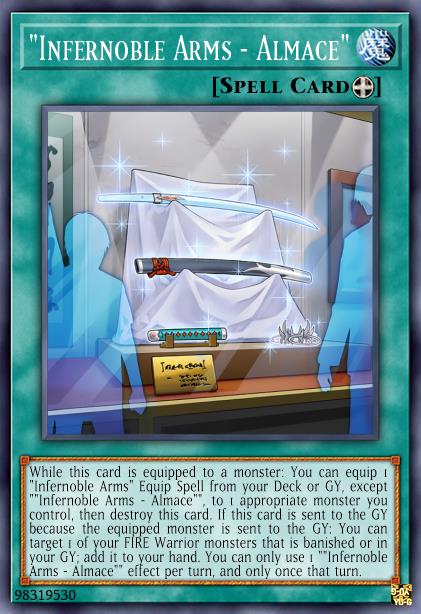 "Infernoble Arms - Almace"
[Spell Card]
While this card is equipped to a monster: You can equip 1
"Infernoble Arms" Equip Spell from your Deck or GY, except
""Infernoble Arms - Almace"", to 1 appropriate monster you
control, then destroy this card. If this card is sent to the GY
because the equipped monster is sent to the GY: You can
target 1 of your FIRE Warrior monsters that is banished or in
your GY; add it to your hand. You can only use 1 ""Infernoble
Arms - Almace"" effect per turn, and only once that turn.
98319530